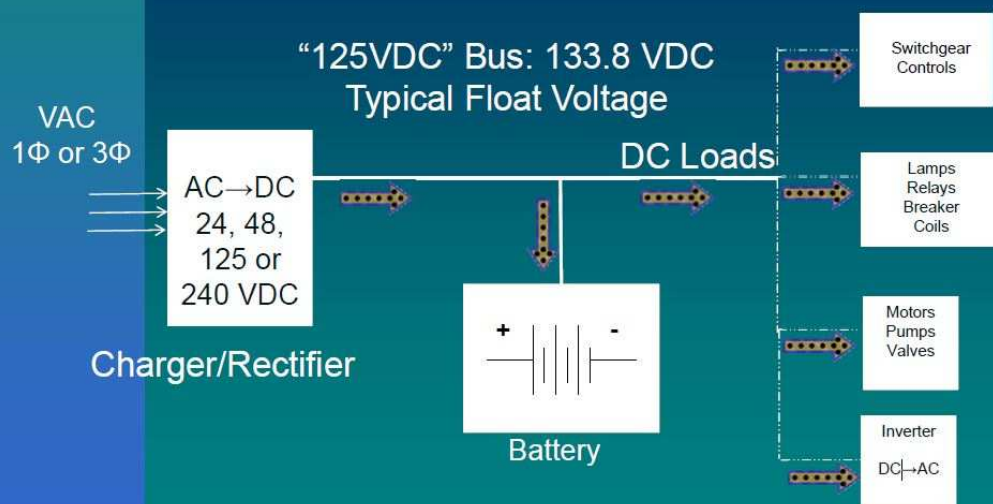 “125VDC” Bus: 133.8 VDC
Typical Float Voltage
VAC
1Φ or 3Φ
AC→DC
24, 48,
125 or
240 VDC
Charger/Rectifier
DC Loads
+ -
Battery
Switchgear
Controls
Lamps
Relays
Breaker
Coils
Motors
Pumps
Valves
Inverter
DC→AC